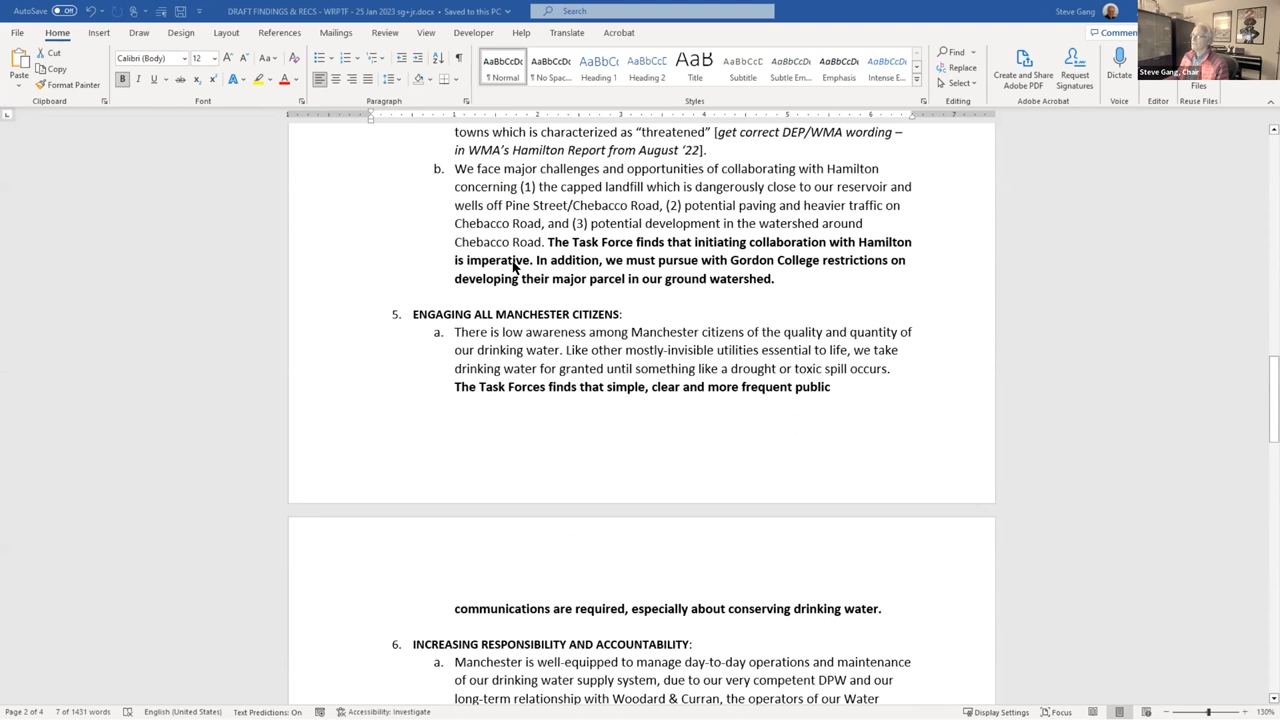 AutoSave Off
DRAFT FINDINGS & RECS - WRPTF - 25 Jan 2023 sg+jr.docx • Saved to this PC
Search
Steve Gang
File Home Insert Draw Design Layout References Mailings Review View Developer Help Translate Acrobat
Commen
Steve Gang, Chair
Paste
Cut
Copy
Format Painter
Clipboard
Calibri (Body) 12
Font
Paragraph
AaBbCcDc AaBbCcDc AaBbC AaBbCcC AaB AaBbCcD AaBbCcDc AaBbCcDc AaBbCcDc
¶ Normal ¶ No Spac... Heading 1 Heading 2 Title Subtitle Subtle Em... Emphasis Intense E...
Styles
Find
Replace
Select
Editing
Create and Share Adobe PDF
Request Signatures
Adobe Acrobat
Dictate
Voice
Editor
Files
Reuse Files
towns which is characterized as “threatened” [get correct DEP/WMA wording –
in WMA’s Hamilton Report from August ‘22].
b. We face major challenges and opportunities of collaborating with Hamilton
concerning (1) the capped landfill which is dangerously close to our reservoir and
wells off Pine Street/Chebacco Road, (2) potential paving and heavier traffic on
Chebacco Road, and (3) potential development in the watershed around
Chebacco Road. The Task Force finds that initiating collaboration with Hamilton
is imperative. In addition, we must pursue with Gordon College restrictions on
developing their major parcel in our ground watershed.
5. ENGAGING ALL MANCHESTER CITIZENS:
a. There is low awareness among Manchester citizens of the quality and quantity of
our drinking water. Like other mostly-invisible utilities essential to life, we take
drinking water for granted until something like a drought or toxic spill occurs.
The Task Forces finds that simple, clear and more frequent public
communications are required, especially about conserving drinking water.
6. INCREASING RESPONSIBILITY AND ACCOUNTABILITY:
a. Manchester is well-equipped to manage day-to-day operations and maintenance
of our drinking water supply system, due to our very competent DPW and our
long-term relationship with Woodard & Curran, the operators of our Water
Page 2 of 4 7 of 1431 words English (United States) Text Predictions: On Accessibility: Investigate Display Settings Focus 130%